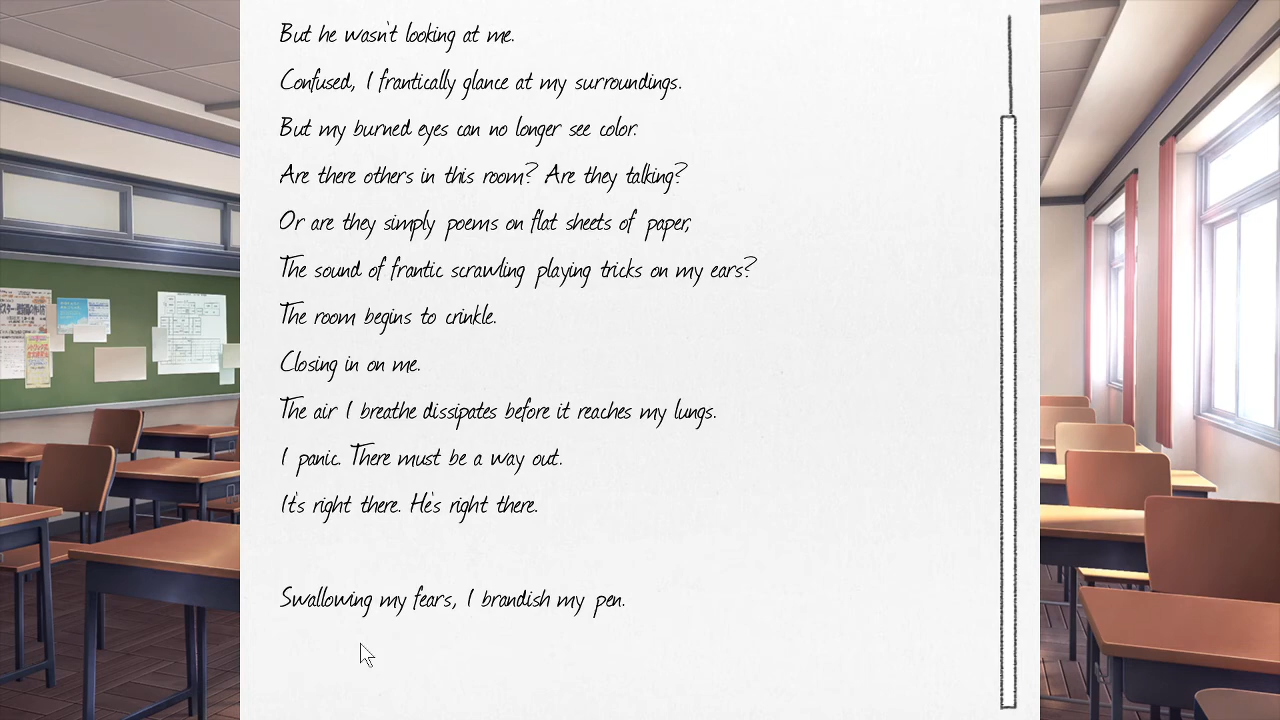 But he wasn't looking at me.
Confused, I frantically glance at my surroundings.
But my burned eyes can no longer see color.
Are there others in this room? Are they talking?
Or are they simply poems on flat sheets of paper,
The sound of frantic scrawling playing tricks on my ears?
The room begins to crinkle.
Closing in on me.
The air I breathe dissipates before it reaches my lungs.
I panic. There must be a way out.
It's right there. He's right there.
Swallowing my fears, I brandish my pen.